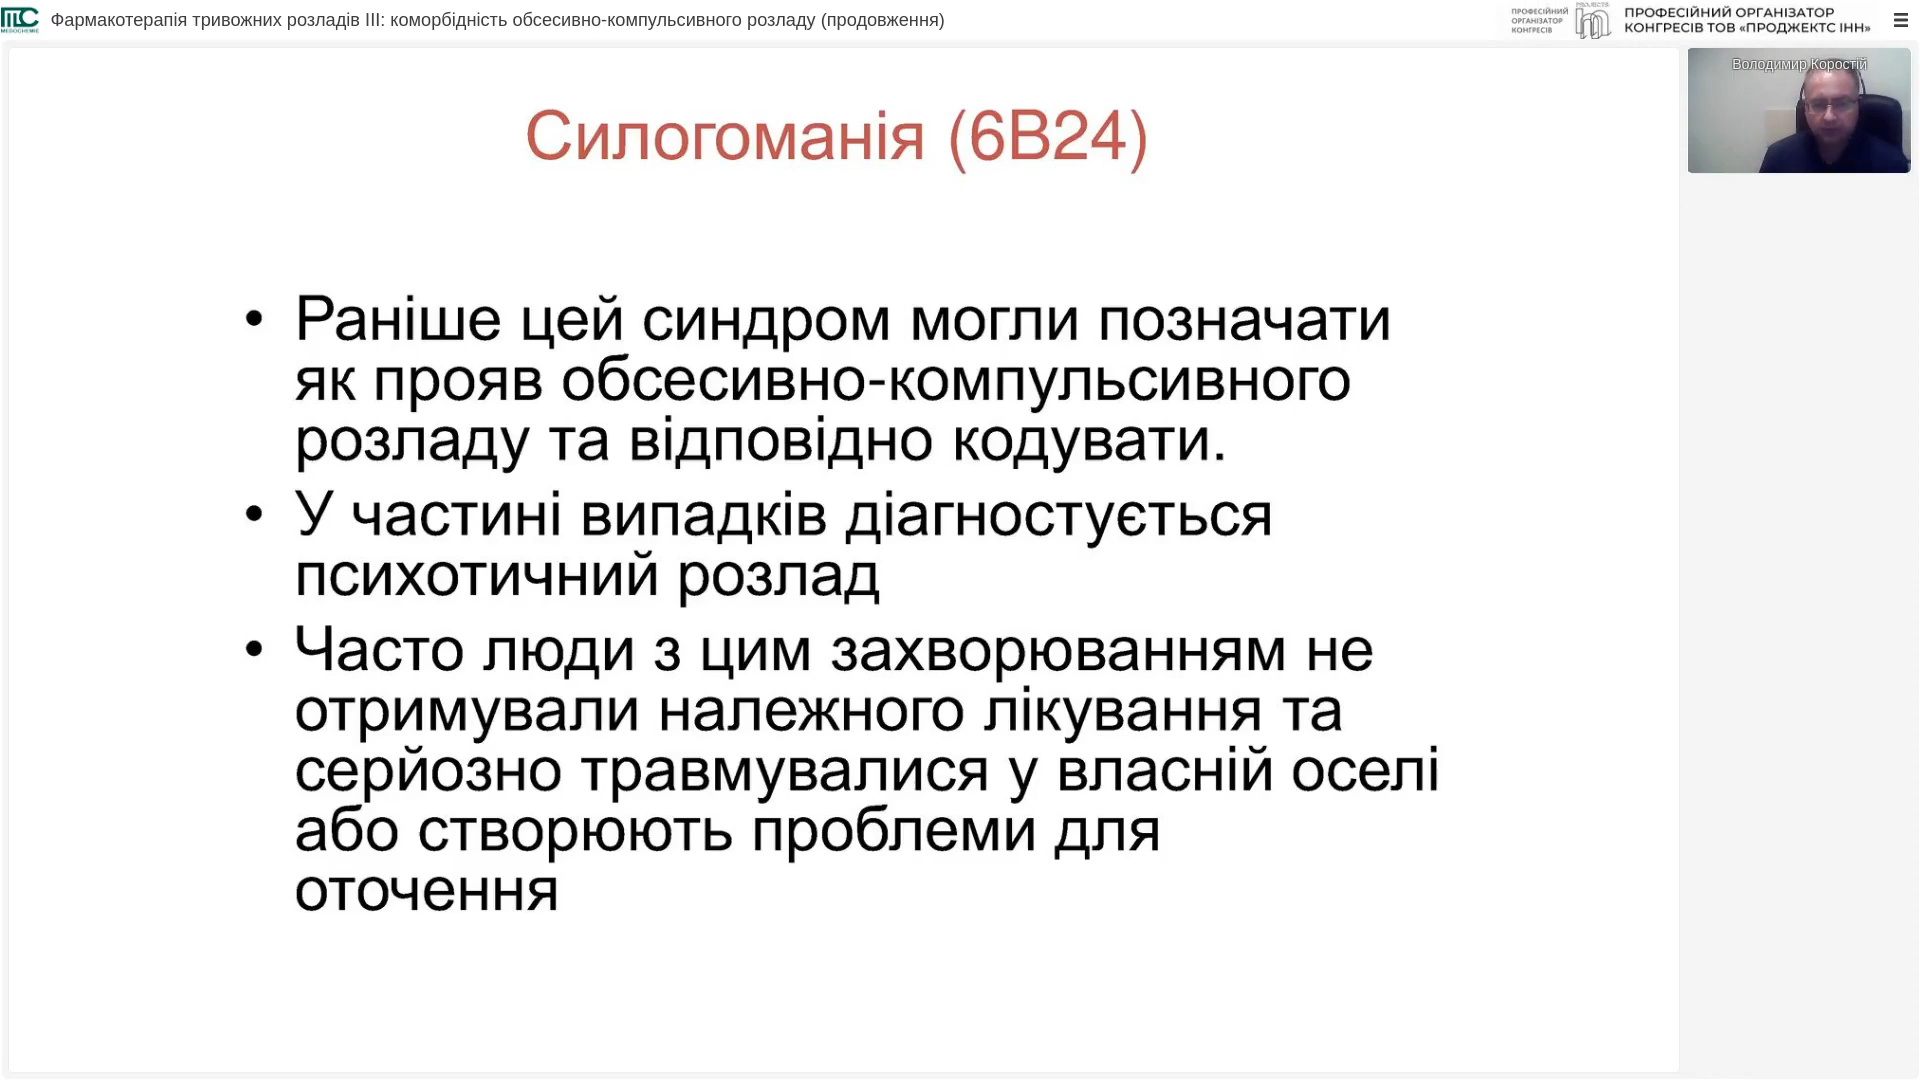 MEDOCHEMIE
Фармакотерапія тривожних розладів III: коморбідність обсесивно-компульсивного розладу (продовження)
ПРОФЕСІЙНИЙ
ОРГАНІЗАТОР
КОНГРЕСІВ
PROJECTS
ПРОФЕСІЙНИЙ ОРГАНІЗАТОР
КОНГРЕСІВ ТОВ «ПРОДЖЕКТС ІНН»
Володимир Коростій
Силогоманія (6B24)
• Раніше цей синдром могли позначати
як прояв обсесивно-компульсивного
розладу та відповідно кодувати.
• У частині випадків діагностується
психотичний розлад
• Часто люди з цим захворюванням не
отримували належного лікування та
серйозно травмувалися у власній оселі
або створюють проблеми для
оточення